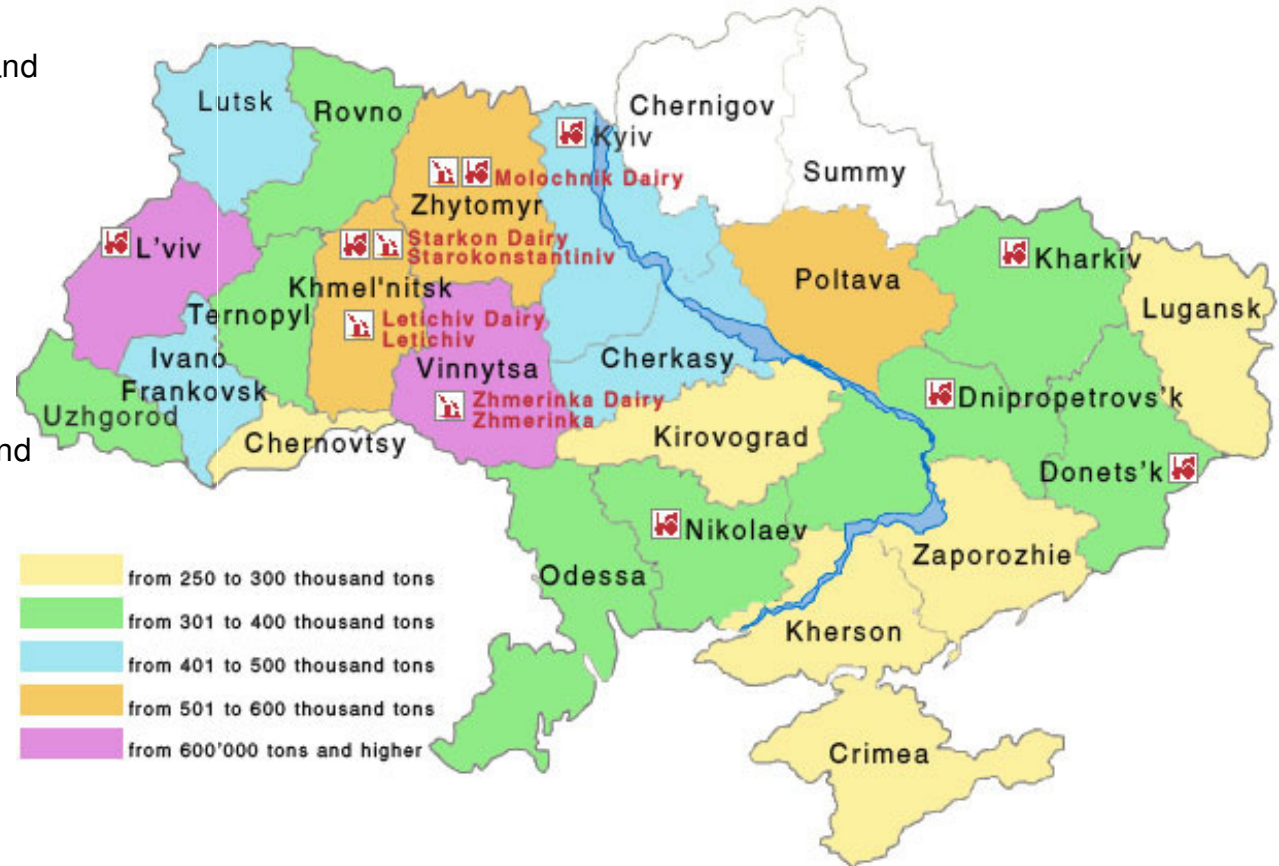 and
Lutsk
Rovno
Chernigov
Kyiv
Summy
Molochnik Dairy
Zhytomyr
L'viv
Starkon Dairy
Starokonstantiniv
Kharkiv
Khmel'nitsk
Poltava
Lugansk
Ternopyl
Letichiv Dairy
Letichiv
Ivano
Frankovsk
Vinnytsa
Cherkasy
Uzhgorod
Zhmerinka Dairy
Zhmerinka
Dnipropetrovs'k
Chernovtsy
Kirovograd
nd
Donets'k
Nikolaev
Zaporozhie
Odessa
Kherson
Crimea
from 250 to 300 thousand tons
from 301 to 400 thousand tons
from 401 to 500 thousand tons
from 501 to 600 thousand tons
from 600'000 tons and higher